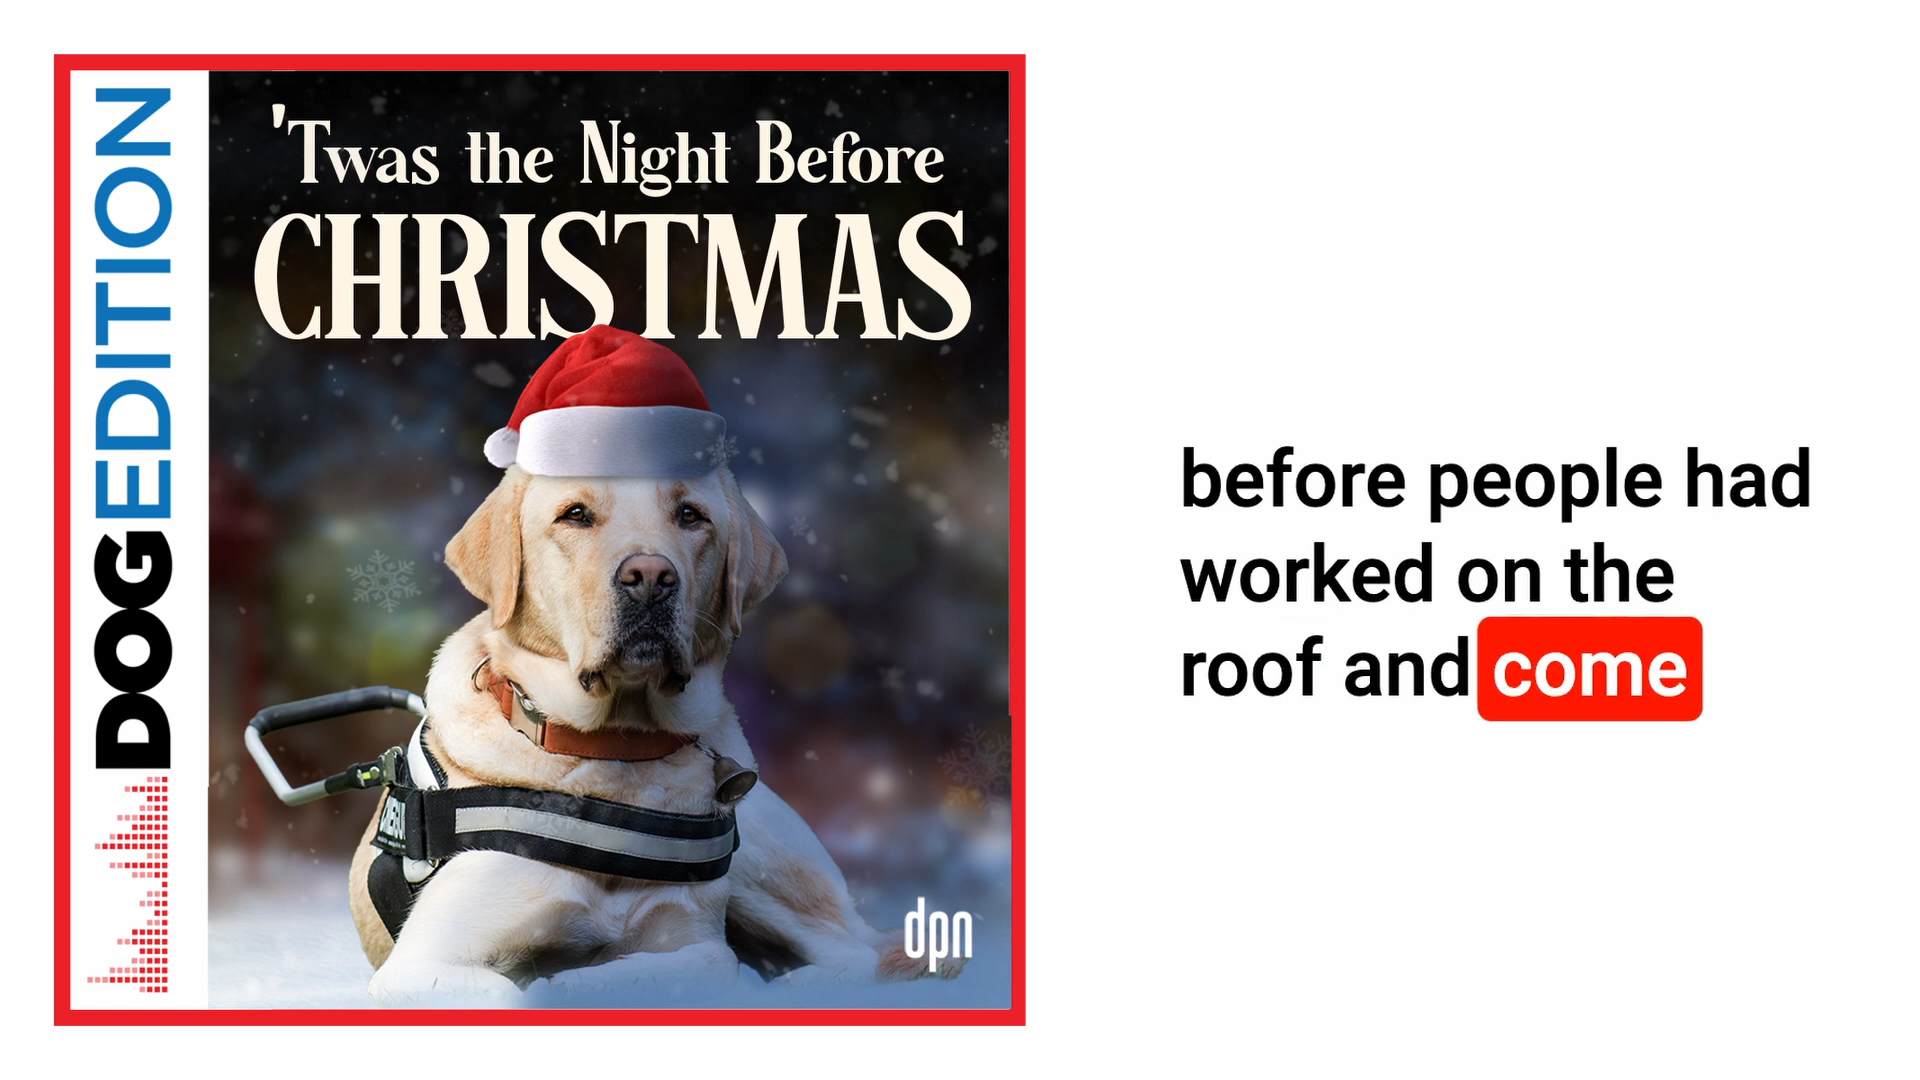 DOGEDITION
'Twas the Night Before
CHRISTMAS
dpn
before people had
worked on the
roof and come